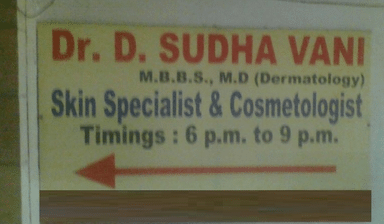 Dr. D. SUDHA VANI
M.B.B.S., M.D (Dermatology)
Skin Specialist & Cosmetologist
Timings : 6 p.m. to 9 p.m.